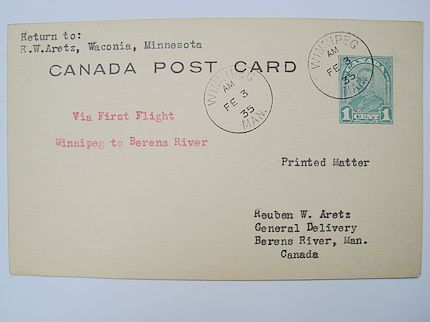 Return to:
R.W.Aretz, Waconia, Minnesota
CANADA POST CARD
WINNIPEG
AM
FE 3
35
MAN.
WINNIPEG
AM
FE 3
35
MAN.
1 CENT 1
Via First Flight
Winnipeg to Berens River
Printed Matter
Reuben W. Aretz
General Delivery
Berens River, Man.
Canada